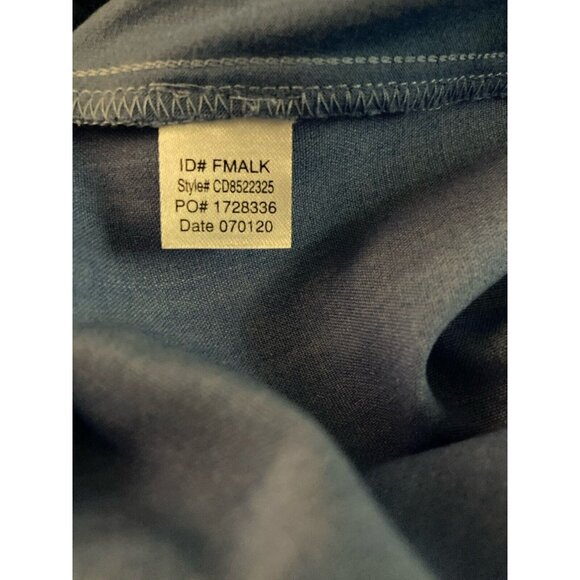 ID# FMALK
Style# CD8522325
PO# 1728336
Date 070120